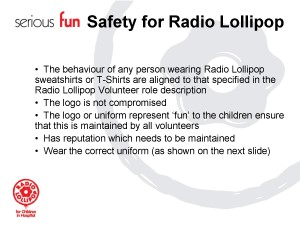 serious fun Safety for Radio Lollipop
• The behaviour of any person wearing Radio Lollipop
sweatshirts or T-Shirts are aligned to that specified in the
Radio Lollipop Volunteer role description
• The logo is not compromised
• The logo or uniform represent ‘fun’ to the children ensure
that this is maintained by all volunteers
• Has reputation which needs to be maintained
• Wear the correct uniform (as shown on the next slide)
RADIO
LOLLIPOP
for Children
in Hospital